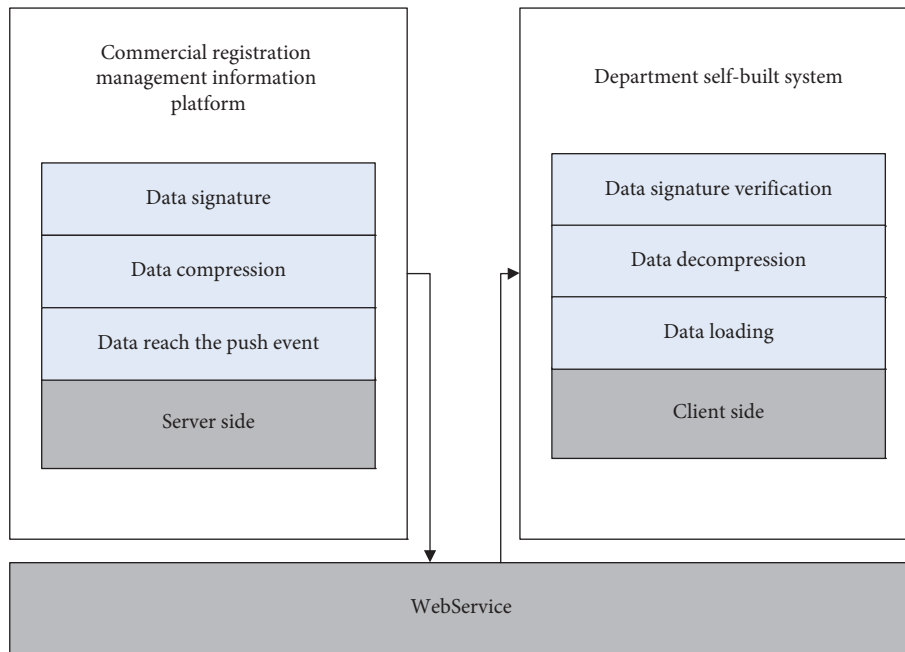 Commercial registration
management information
platform
Data signature
Data compression
Data reach the push event
Server side
Department self-built system
Data signature verification
Data decompression
Data loading
Client side
WebService